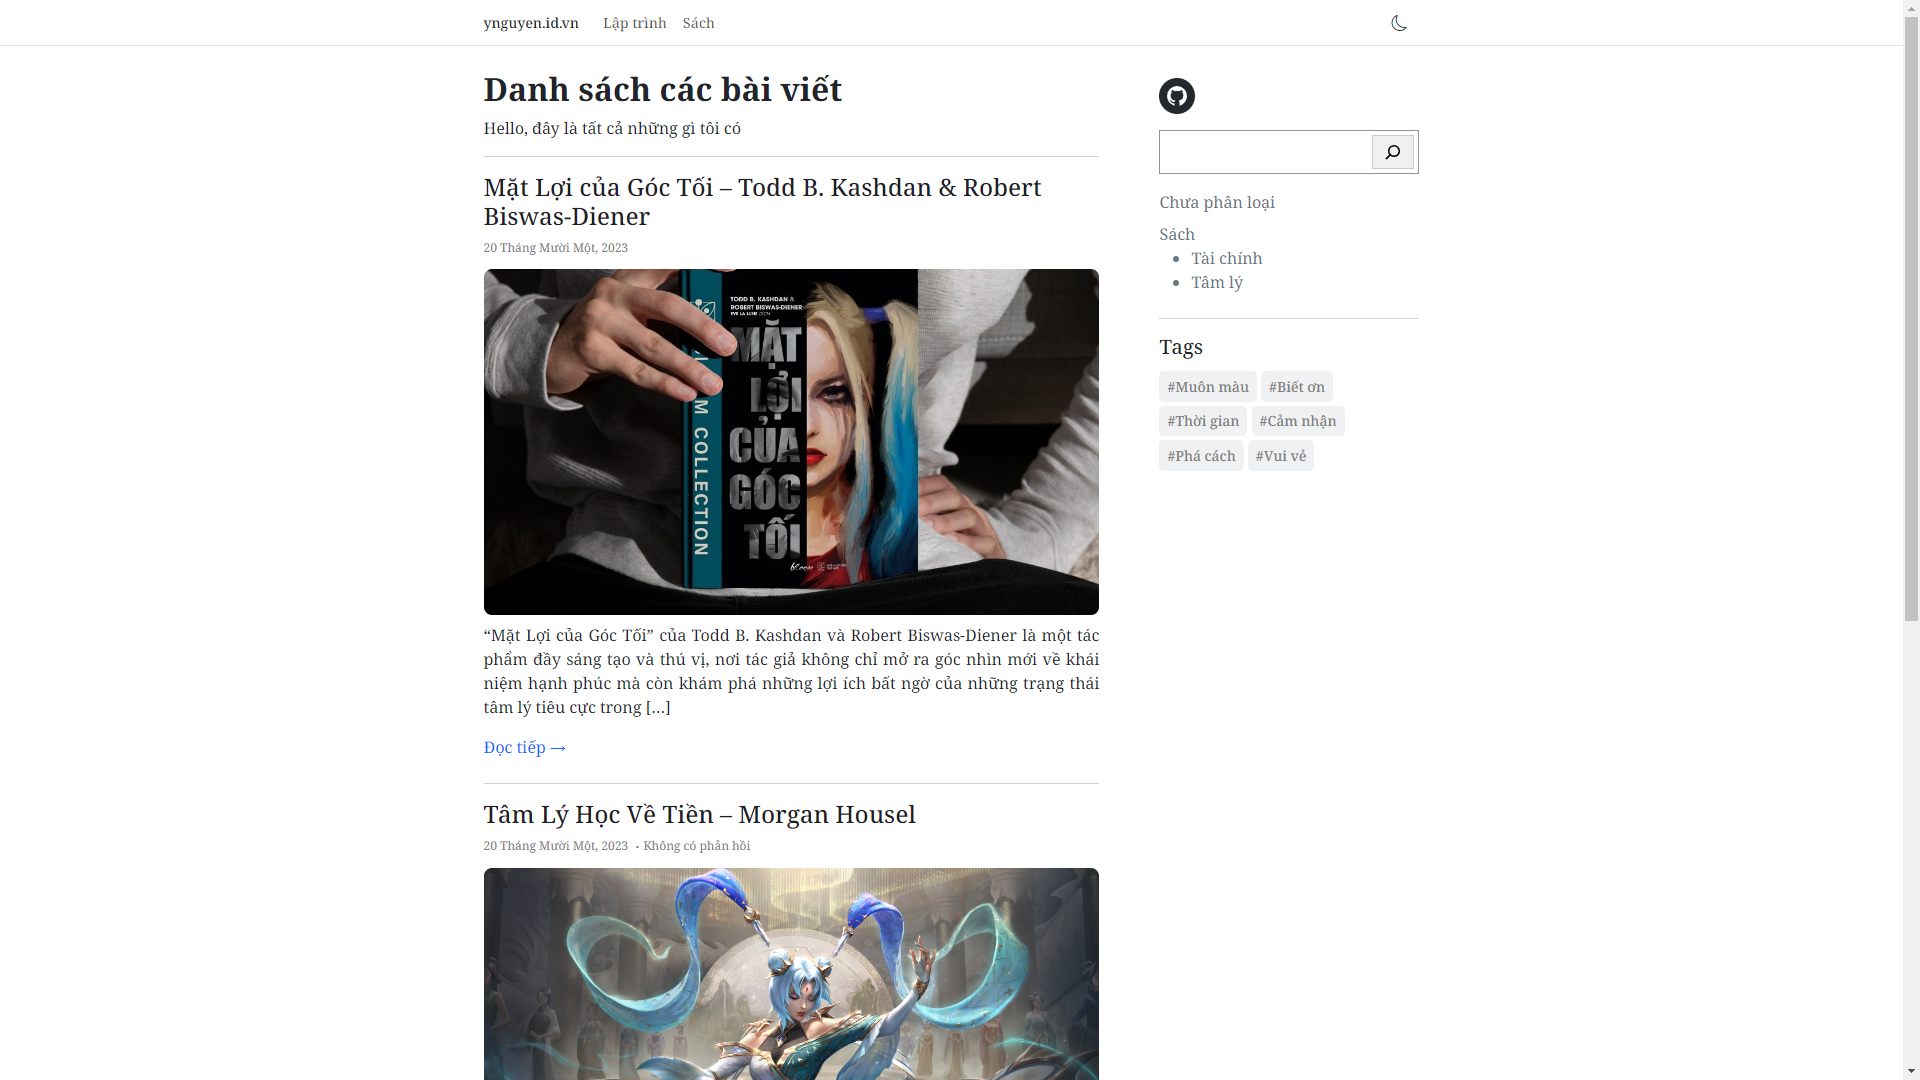 ynguyen.id.vn Lập trình Sách
Danh sách các bài viết
Hello, đây là tất cả những gì tôi có
Mặt Lợi của Góc Tối – Todd B. Kashdan & Robert
Biswas-Diener
20 Tháng Mười Một, 2023
TODD B. KASHDAN &
ROBERT BISWAS-DIENER
MẶT
LỢI
CỦA
GÓC
TỐI
M COLLECTION
“Mặt Lợi của Góc Tối” của Todd B. Kashdan và Robert Biswas-Diener là một tác
phẩm đầy sáng tạo và thú vị, nơi tác giả không chỉ mở ra góc nhìn mới về khái
niệm hạnh phúc mà còn khám phá những lợi ích bất ngờ của những trạng thái
tâm lý tiêu cực trong […]
Đọc tiếp →
Tâm Lý Học Về Tiền – Morgan Housel
20 Tháng Mười Một, 2023 · Không có phản hồi
Chưa phân loại
Sách
Tài chính
Tâm lý
Tags
#Muôn màu #Biết ơn
#Thời gian #Cảm nhận
#Phá cách #Vui vẻ